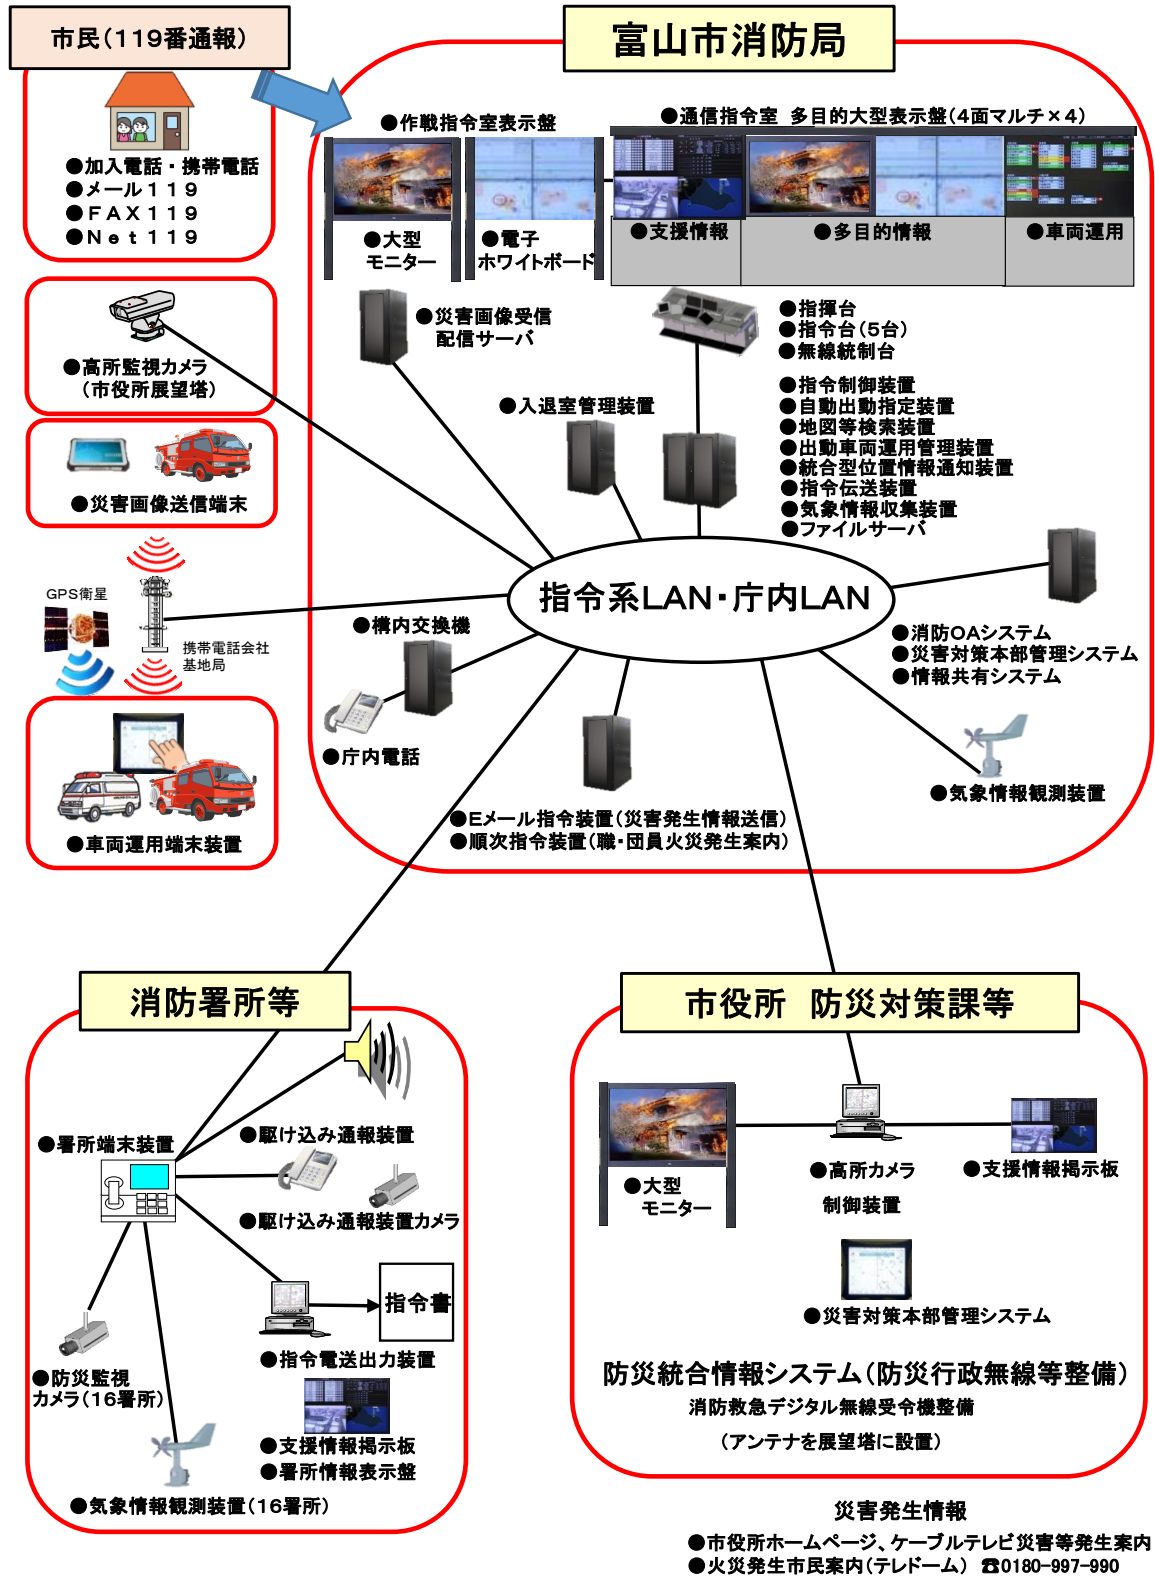 市民(119番通報)
●加入電話・携帯電話
●メール119
●FAX119
●Net119
●高所監視カメラ
(市役所展望塔)
●災害画像送信端末
GPS衛星
携帯電話会社
基地局
●車両運用端末装置
富山市消防局
●作戦指令室表示盤
●大型
モニター
●電子
ホワイトボード
●通信指令室 多目的大型表示盤(4面マルチ×4)
●支援情報
●多目的情報
●車両運用
●災害画像受信
配信サーバ
●指揮台
●指令台(5台)
●無線統制台
●入退室管理装置
●指令制御装置
●自動出動指定装置
●地図等検索装置
●出動車両運用管理装置
●統合型位置情報通知装置
●指令伝送装置
●気象情報収集装置
●ファイルサーバ
指令系LAN・庁内LAN
●構内交換機
●庁内電話
●消防OAシステム
●災害対策本部管理システム
●情報共有システム
●気象情報観測装置
●Eメール指令装置(災害発生情報送信)
●順次指令装置(職・団員火災発生案内)
消防署所等
●署所端末装置
●駆け込み通報装置
●駆け込み通報装置カメラ
指令書
●指令電送出力装置
●防災監視
カメラ(16署所)
●支援情報掲示板
●署所情報表示盤
●気象情報観測装置(16署所)
市役所 防災対策課等
●大型
モニター
●高所カメラ
制御装置
●支援情報掲示板
●災害対策本部管理システム
防災統合情報システム(防災行政無線等整備)
消防救急デジタル無線受令機整備
(アンテナを展望塔に設置)
災害発生情報
●市役所ホームページ、ケーブルテレビ災害等発生案内
●火災発生市民案内(テレドーム) ☎0180-997-990